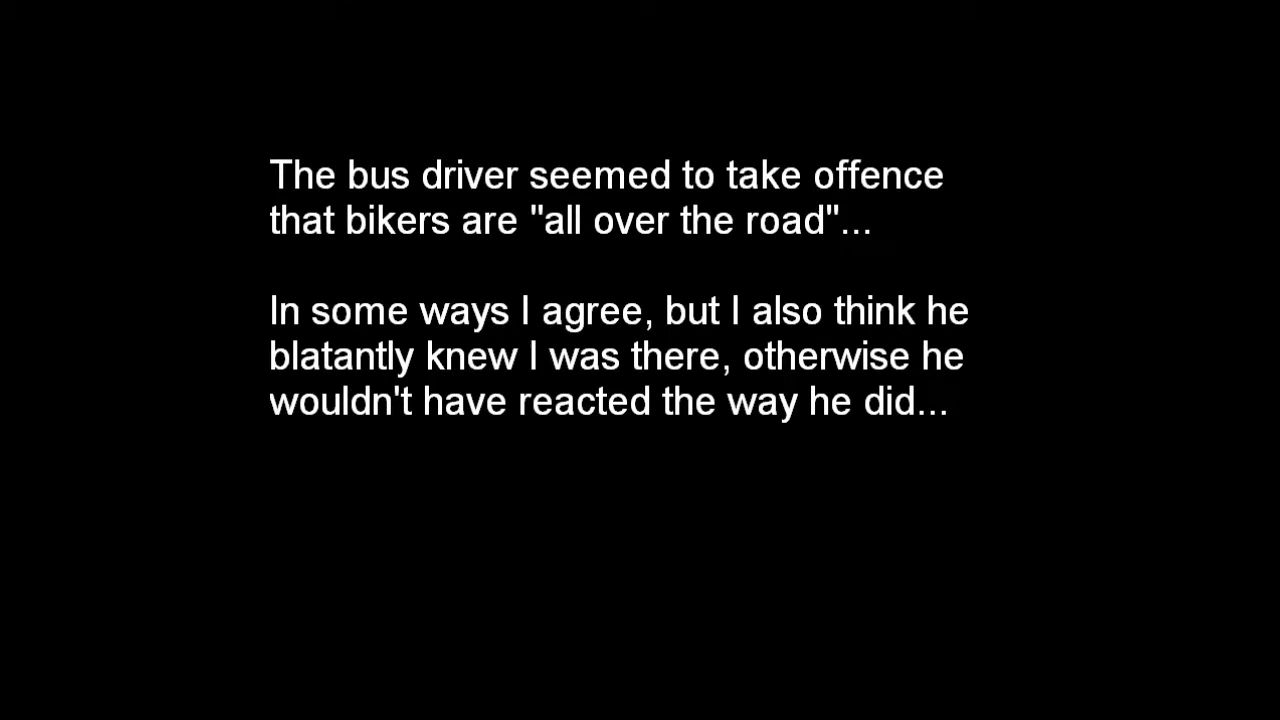 The bus driver seemed to take offence
that bikers are "all over the road"...
In some ways I agree, but I also think he
blatantly knew I was there, otherwise he
wouldn't have reacted the way he did...